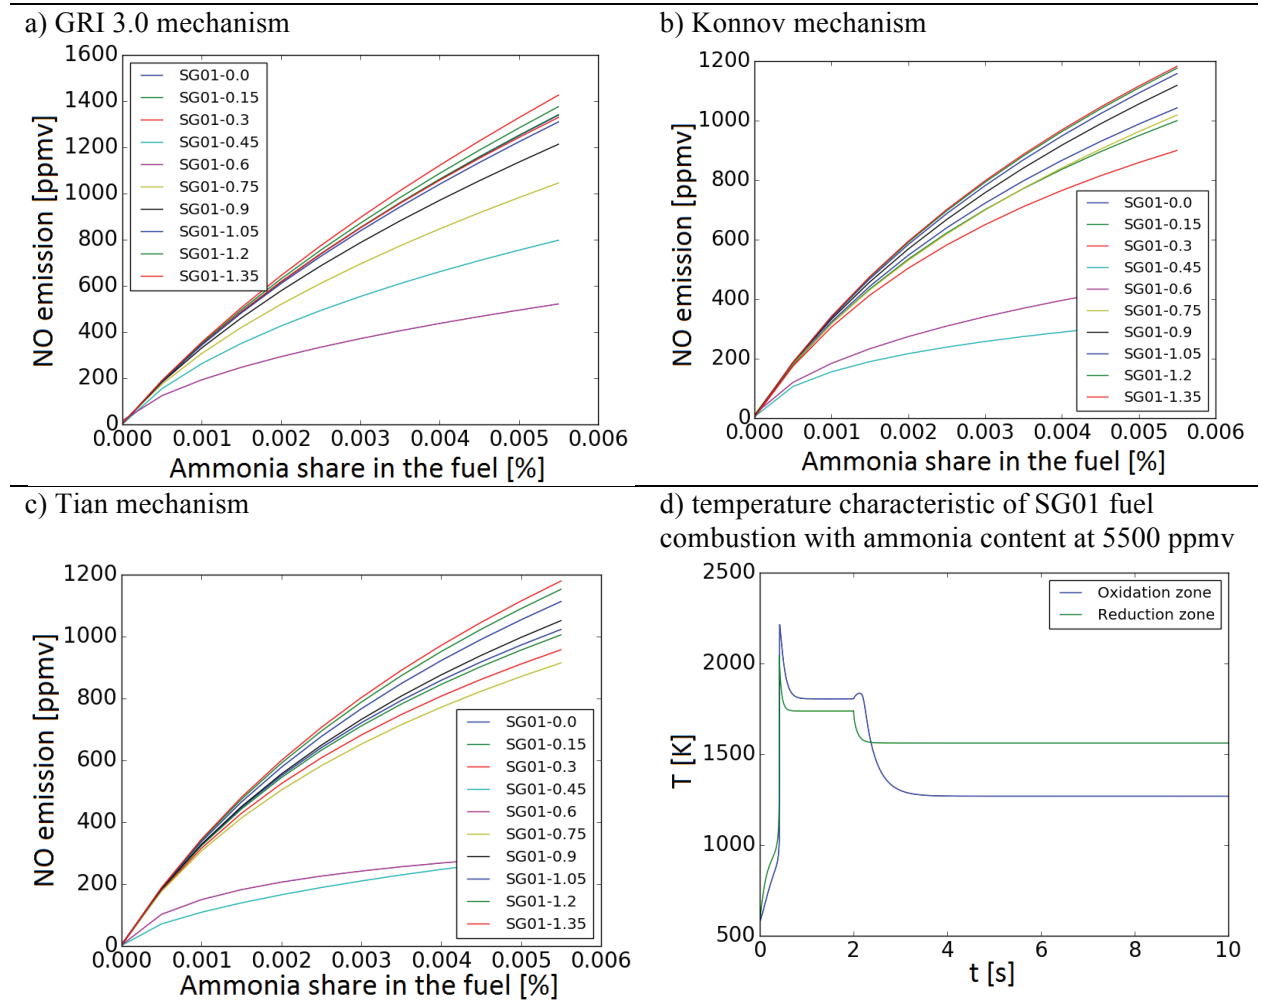 a) GRI 3.0 mechanism
1600
1400
1200
1000
800
600
400
200
0
NO emission [ppmv]
SG01-0.0
SG01-0.15
SG01-0.3
SG01-0.45
SG01-0.6
SG01-0.75
SG01-0.9
SG01-1.05
SG01-1.2
SG01-1.35
0.000 0.001 0.002 0.003 0.004 0.005 0.006
Ammonia share in the fuel [%]
b) Konnov mechanism
1200
1000
800
600
400
200
0
NO emission [ppmv]
SG01-0.0
SG01-0.15
SG01-0.3
SG01-0.45
SG01-0.6
SG01-0.75
SG01-0.9
SG01-1.05
SG01-1.2
SG01-1.35
0.000 0.001 0.002 0.003 0.004 0.005 0.006
Ammonia share in the fuel [%]
c) Tian mechanism
1200
1000
800
600
400
200
0
NO emission [ppmv]
SG01-0.0
SG01-0.15
SG01-0.3
SG01-0.45
SG01-0.6
SG01-0.75
SG01-0.9
SG01-1.05
SG01-1.2
SG01-1.35
0.000 0.001 0.002 0.003 0.004 0.005 0.006
Ammonia share in the fuel [%]
d) temperature characteristic of SG01 fuel
combustion with ammonia content at 5500 ppmv
2500
2000
1500
1000
500
T [K]
Oxidation zone
Reduction zone
0 2 4 6 8 10
t [s]